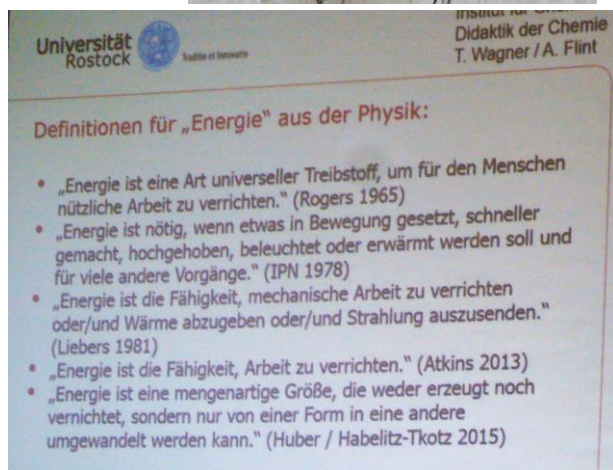 Universität
Rostock
Traditio et Innovatio
Institut für
Didaktik der Chemie
T. Wagner / A. Flint
Definitionen für „Energie“ aus der Physik:
• „Energie ist eine Art universeller Treibstoff, um für den Menschen
nützliche Arbeit zu verrichten.“ (Rogers 1965)
• „Energie ist nötig, wenn etwas in Bewegung gesetzt, schneller
gemacht, hochgehoben, beleuchtet oder erwärmt werden soll und
für viele andere Vorgänge.“ (IPN 1978)
• „Energie ist die Fähigkeit, mechanische Arbeit zu verrichten
oder/und Wärme abzugeben oder/und Strahlung auszusenden.“
(Liebers 1981)
• „Energie ist die Fähigkeit, Arbeit zu verrichten.“ (Atkins 2013)
• „Energie ist eine mengenartige Größe, die weder erzeugt noch
vernichtet, sondern nur von einer Form in eine andere
umgewandelt werden kann.“ (Huber / Habelitz-Tkotz 2015)